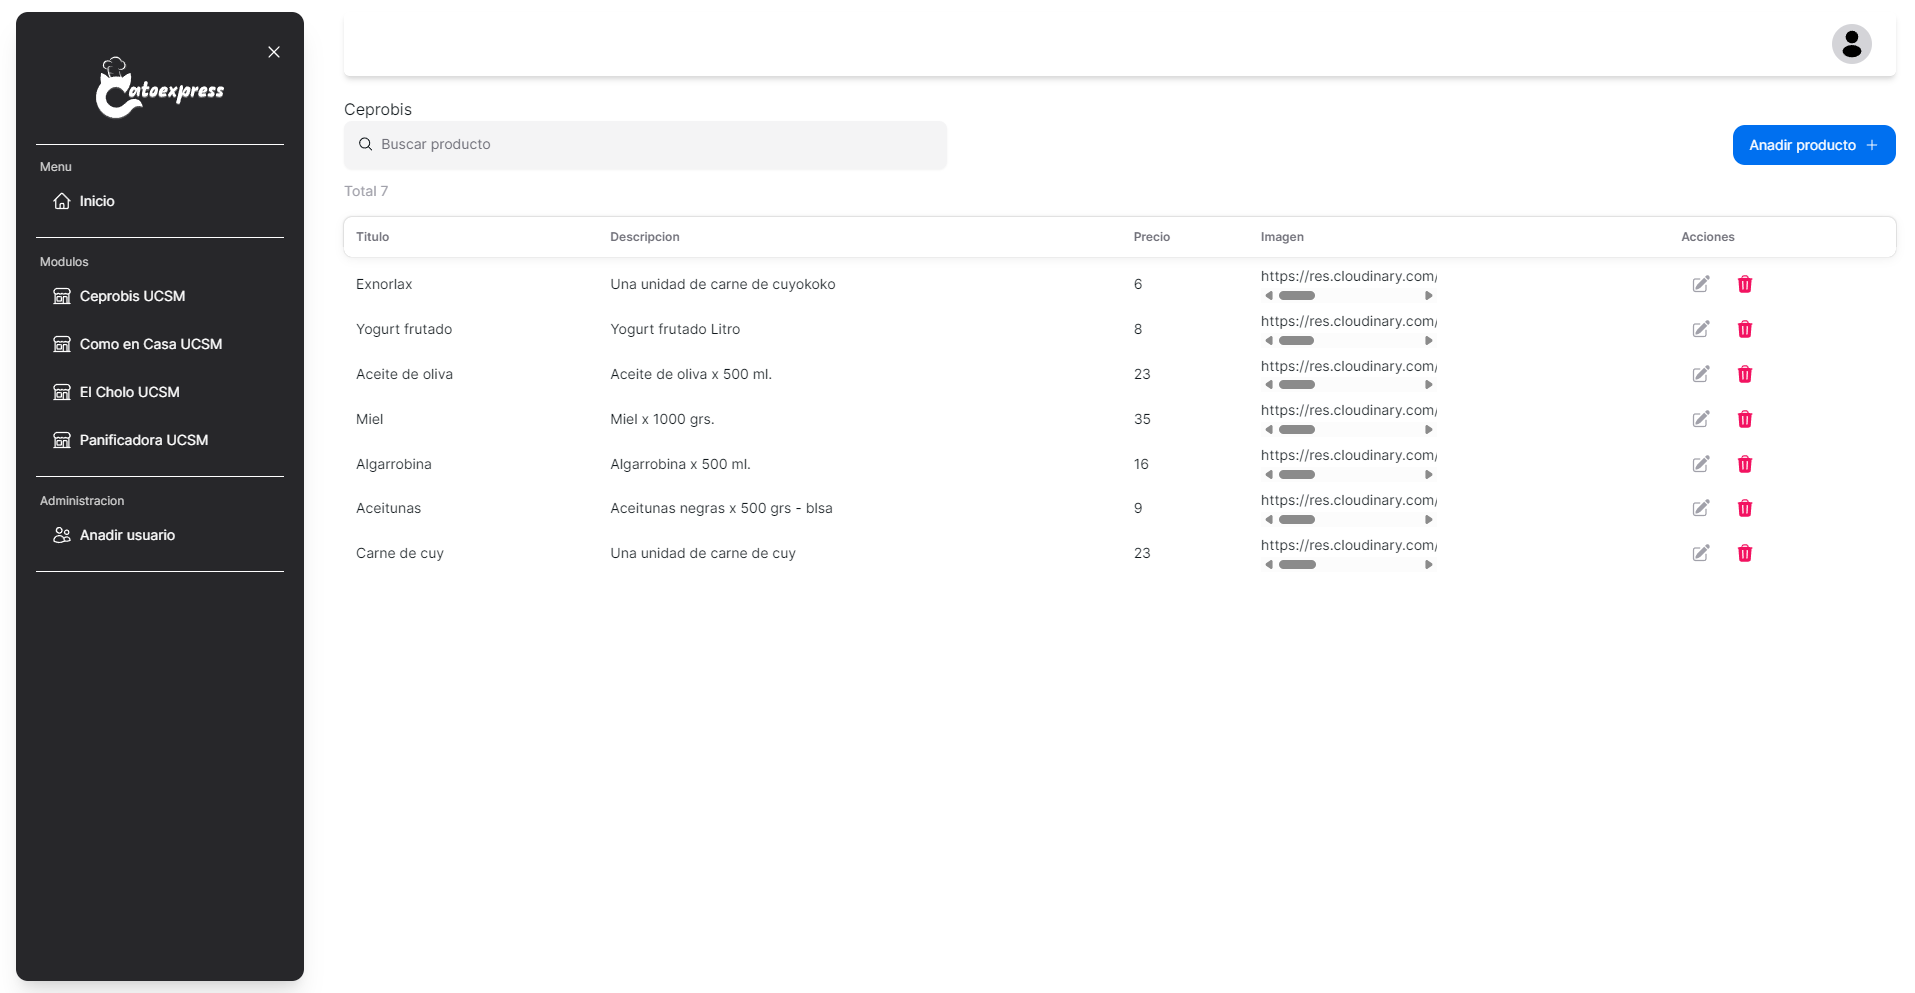 Catoexpress
Menu
Inicio
Modulos
Ceprobis UCSM
Como en Casa UCSM
El Cholo UCSM
Panificadora UCSM
Administracion
Anadir usuario
Ceprobis
Buscar producto
Anadir producto +
Total 7
Titulo Descripcion Precio Imagen Acciones
Exnorlax Una unidad de carne de cuyokoko 6 https://res.cloudinary.com/
Yogurt frutado Yogurt frutado Litro 8 https://res.cloudinary.com/
Aceite de oliva Aceite de oliva x 500 ml. 23 https://res.cloudinary.com/
Miel Miel x 1000 grs. 35 https://res.cloudinary.com/
Algarrobina Algarrobina x 500 ml. 16 https://res.cloudinary.com/
Aceitunas Aceitunas negras x 500 grs - blsa 9 https://res.cloudinary.com/
Carne de cuy Una unidad de carne de cuy 23 https://res.cloudinary.com/